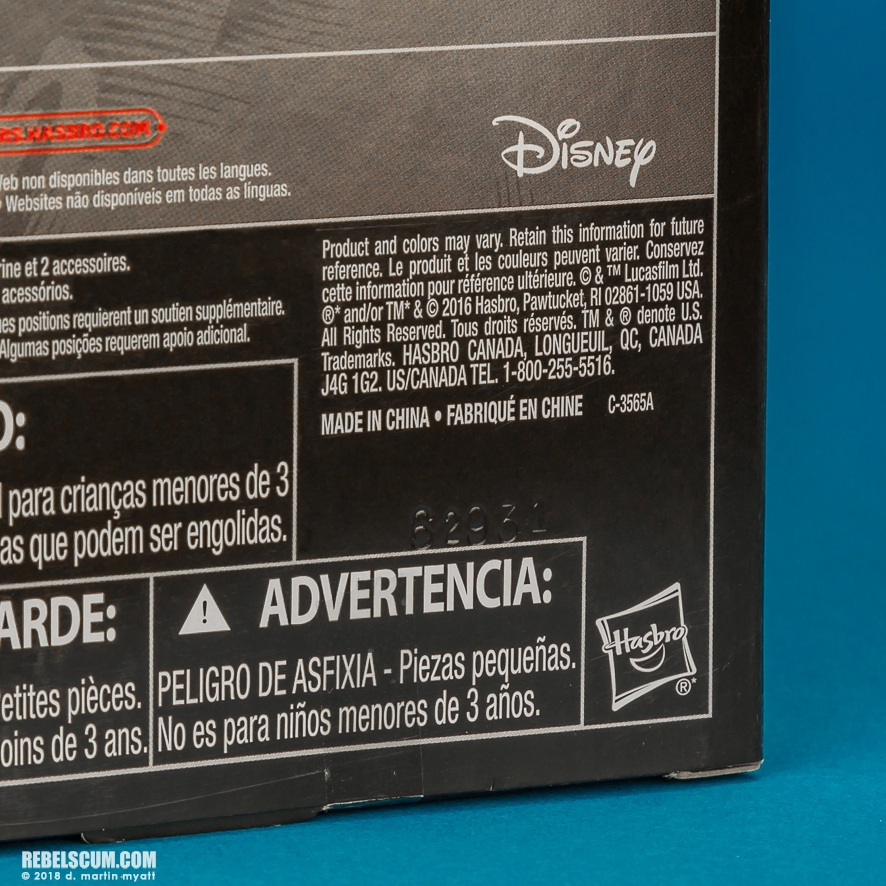 RS.HASBRO.COM
Web non disponibles dans toutes les langues.
• Websites não disponíveis em todas as línguas.
Disney
rine et 2 accessoires.
acessórios.
nes positions requierent un soutien supplémentaire.
Algumas posições requerem apoio adicional.
Product and colors may vary. Retain this information for future
reference. Le produit et les couleurs peuvent varier. Conservez
cette information pour référence ultérieure. © & ™ Lucasfilm Ltd.
®* and/or TM* & © 2016 Hasbro, Pawtucket, RI 02861-1059 USA.
All Rights Reserved. Tous droits réservés. TM & ® denote U.S.
Trademarks. HASBRO CANADA, LONGUEUIL, QC, CANADA
J4G 1G2. US/CANADA TEL. 1-800-255-5516.
MADE IN CHINA • FABRIQUÉ EN CHINE C-3565A
O:
para crianças menores de 3
as que podem ser engolidas.
62931
ARDE:
etites pièces.
oins de 3 ans.
ADVERTENCIA:
PELIGRO DE ASFIXIA - Piezas pequeñas.
No es para niños menores de 3 años.
Hasbro
®*
REBELSCUM.COM
© 2018 d. martin-myatt